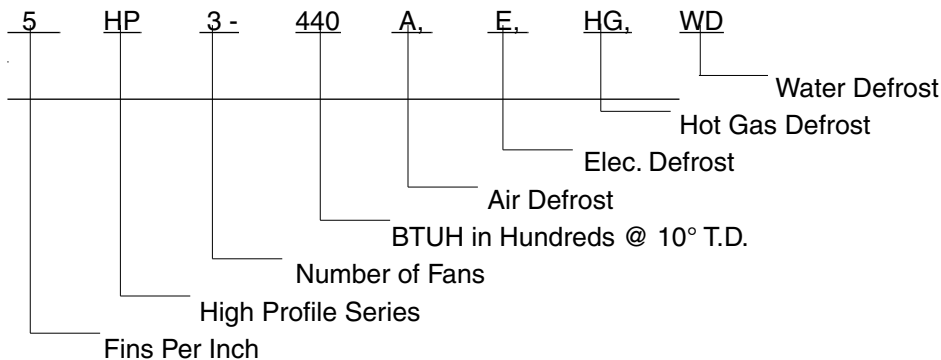 5 HP 3 - 440 A, E, HG, WD
Water Defrost
Hot Gas Defrost
Elec. Defrost
Air Defrost
BTUH in Hundreds @ 10° T.D.
Number of Fans
High Profile Series
Fins Per Inch